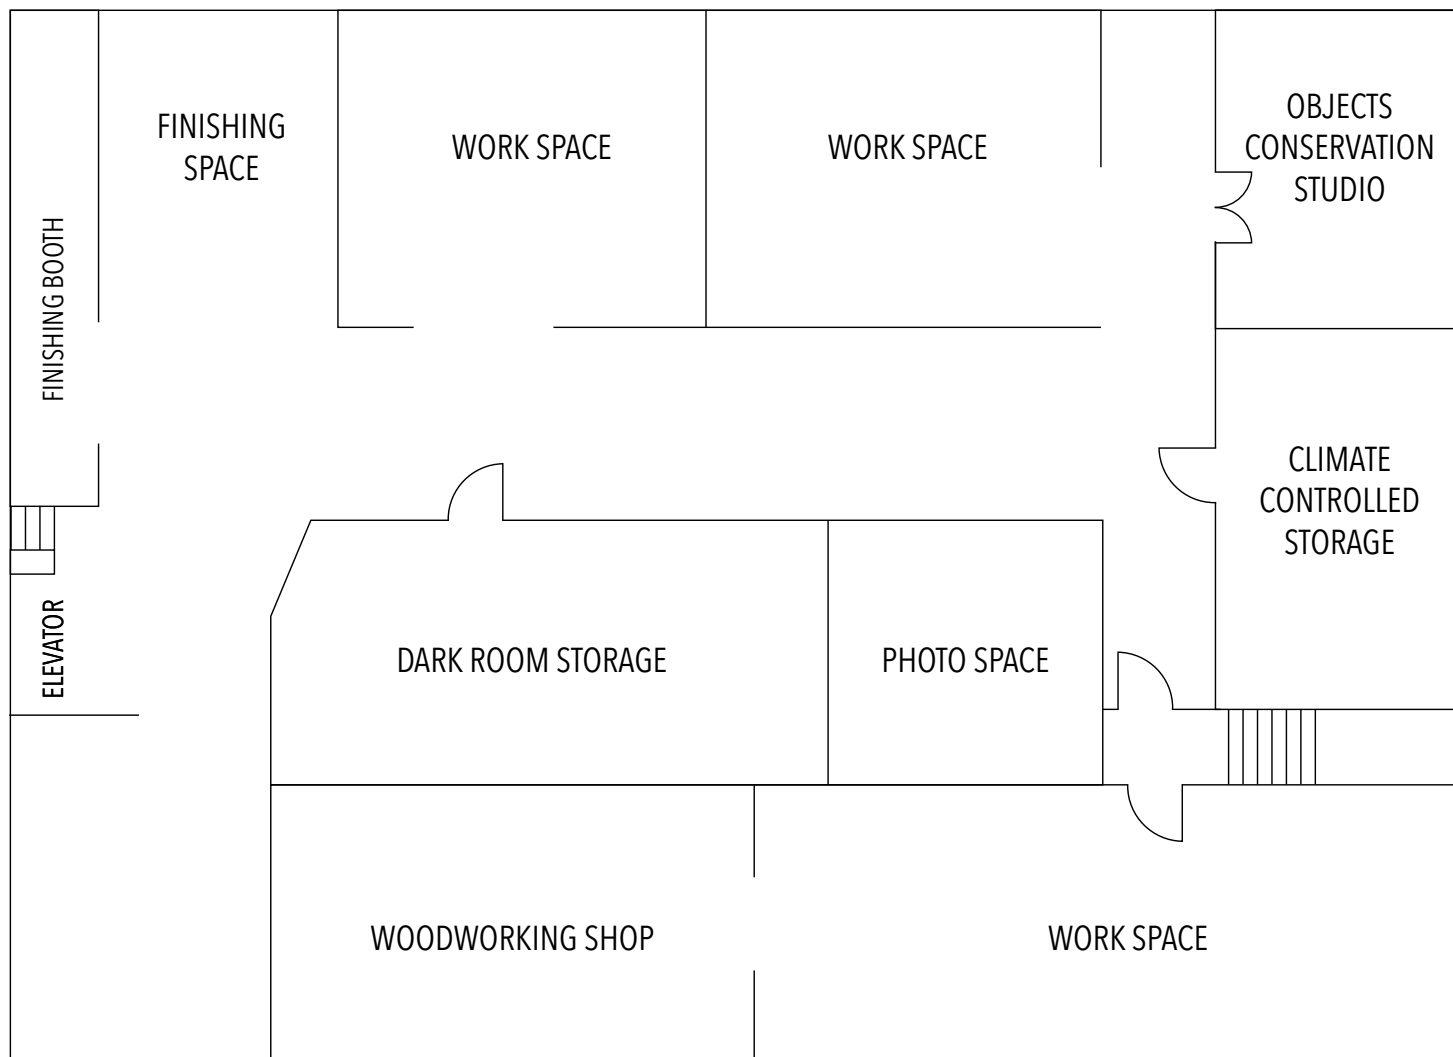 FINISHING
SPACE
WORK SPACE
WORK SPACE
OBJECTS
CONSERVATION
STUDIO
FINISHING BOOTH
CLIMATE
CONTROLLED
STORAGE
ELEVATOR
DARK ROOM STORAGE
PHOTO SPACE
WOODWORKING SHOP
WORK SPACE